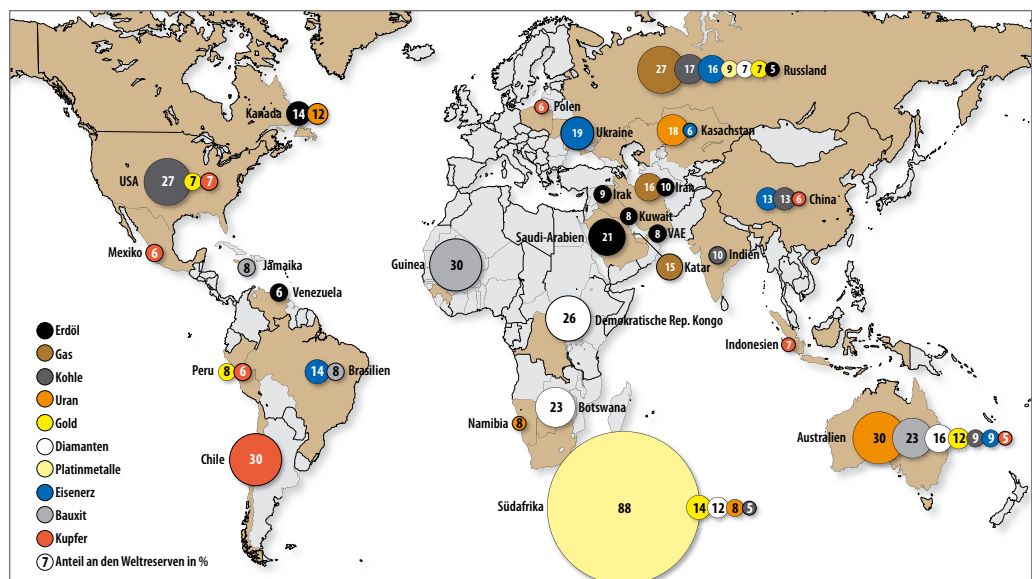 27 17 16 9 7 7 5 Russland
Kanada 14 12
6 Polen
19 Ukraine
18 6 Kasachstan
USA 27 7 7
9 Irak
16 10 Iran
13 13 6 China
8 Kuwait
8 VAE
Saudi-Arabien 21
Mexiko 6
Jamaika
8
Guinea 30
15
Katar
10 Indien
6 Venezuela
26 Demokratische Rep. Kongo
Indonesien 7
Peru 8 6
14 8 Brasilien
23 Botswana
Namibia 8
Australien 30 23 16 12 9 9 5
Chile 30
Südafrika 88 14 12 8 5
Erdöl
Gas
Kohle
Uran
Gold
Diamanten
Platinmetalle
Eisenerz
Bauxit
Kupfer
7 Anteil an den Weltreserven in %